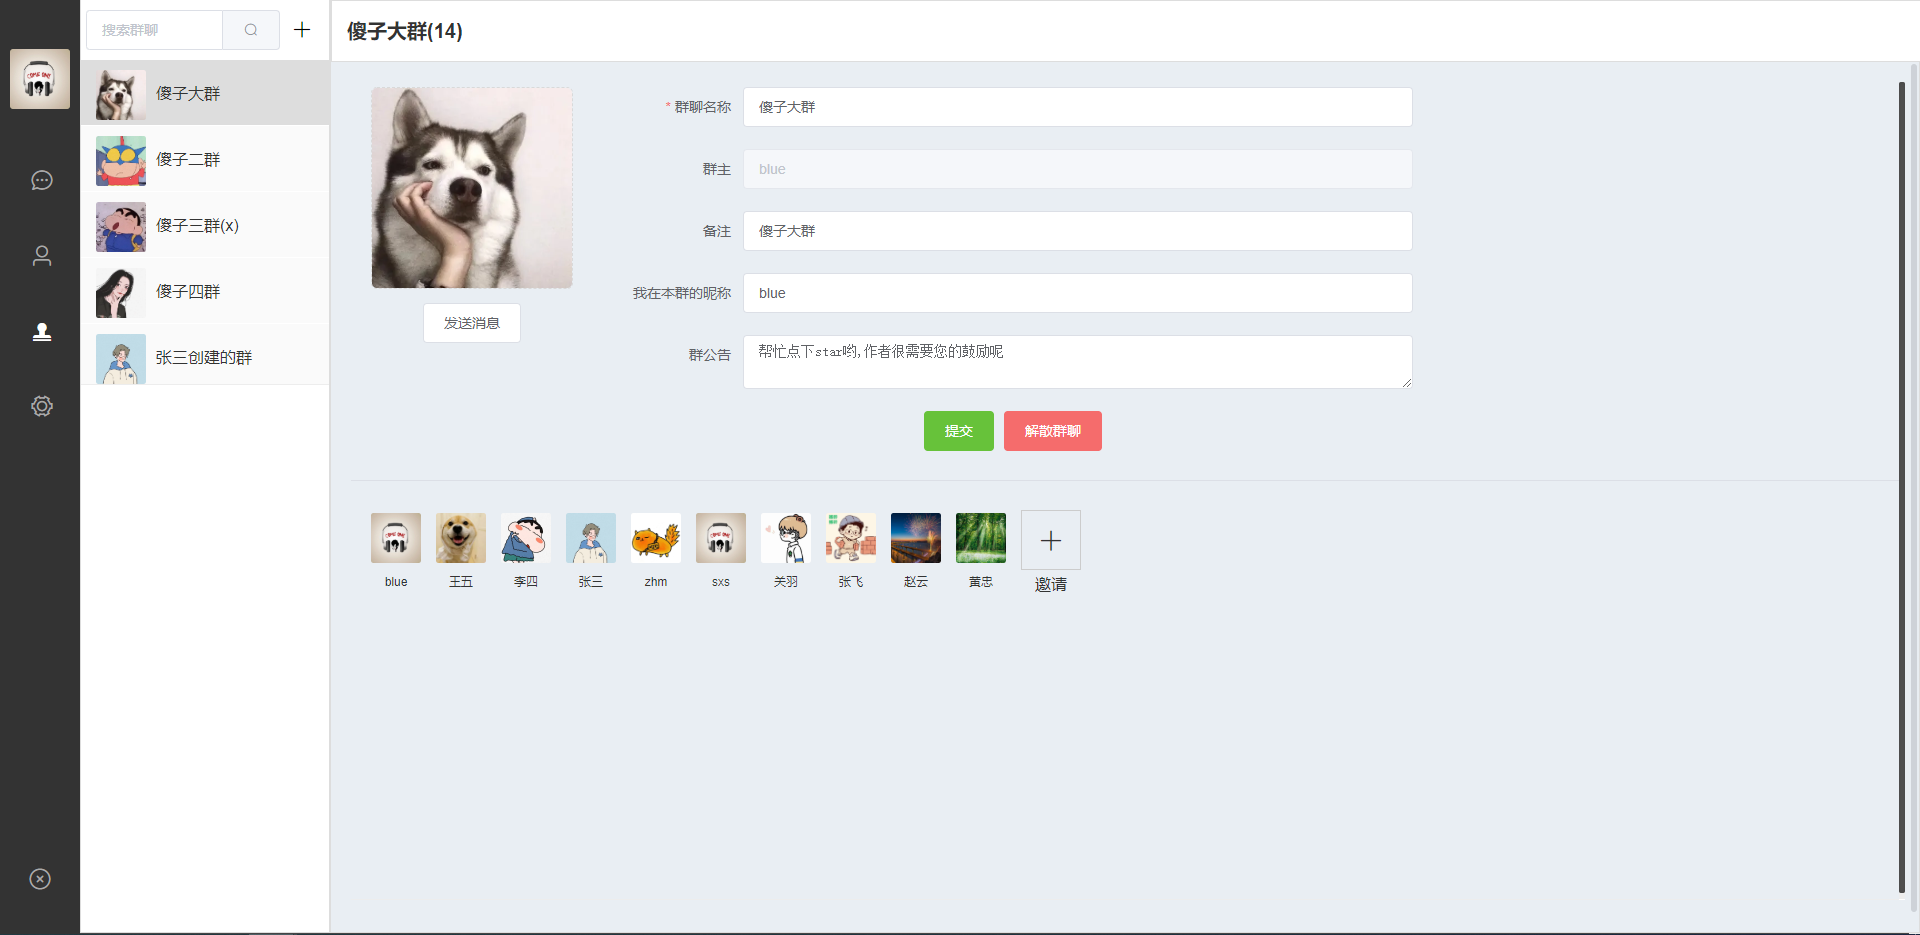 搜索群聊
傻子大群
傻子二群
傻子三群(x)
傻子四群
张三创建的群
傻子大群(14)
发送消息
* 群聊名称 傻子大群
群主 blue
备注 傻子大群
我在本群的昵称 blue
群公告 帮忙点下star哟,作者很需要您的鼓励呢
提交 解散群聊
blue 王五 李四 张三 zhm sxs 关羽 张飞 赵云 黄忠 邀请